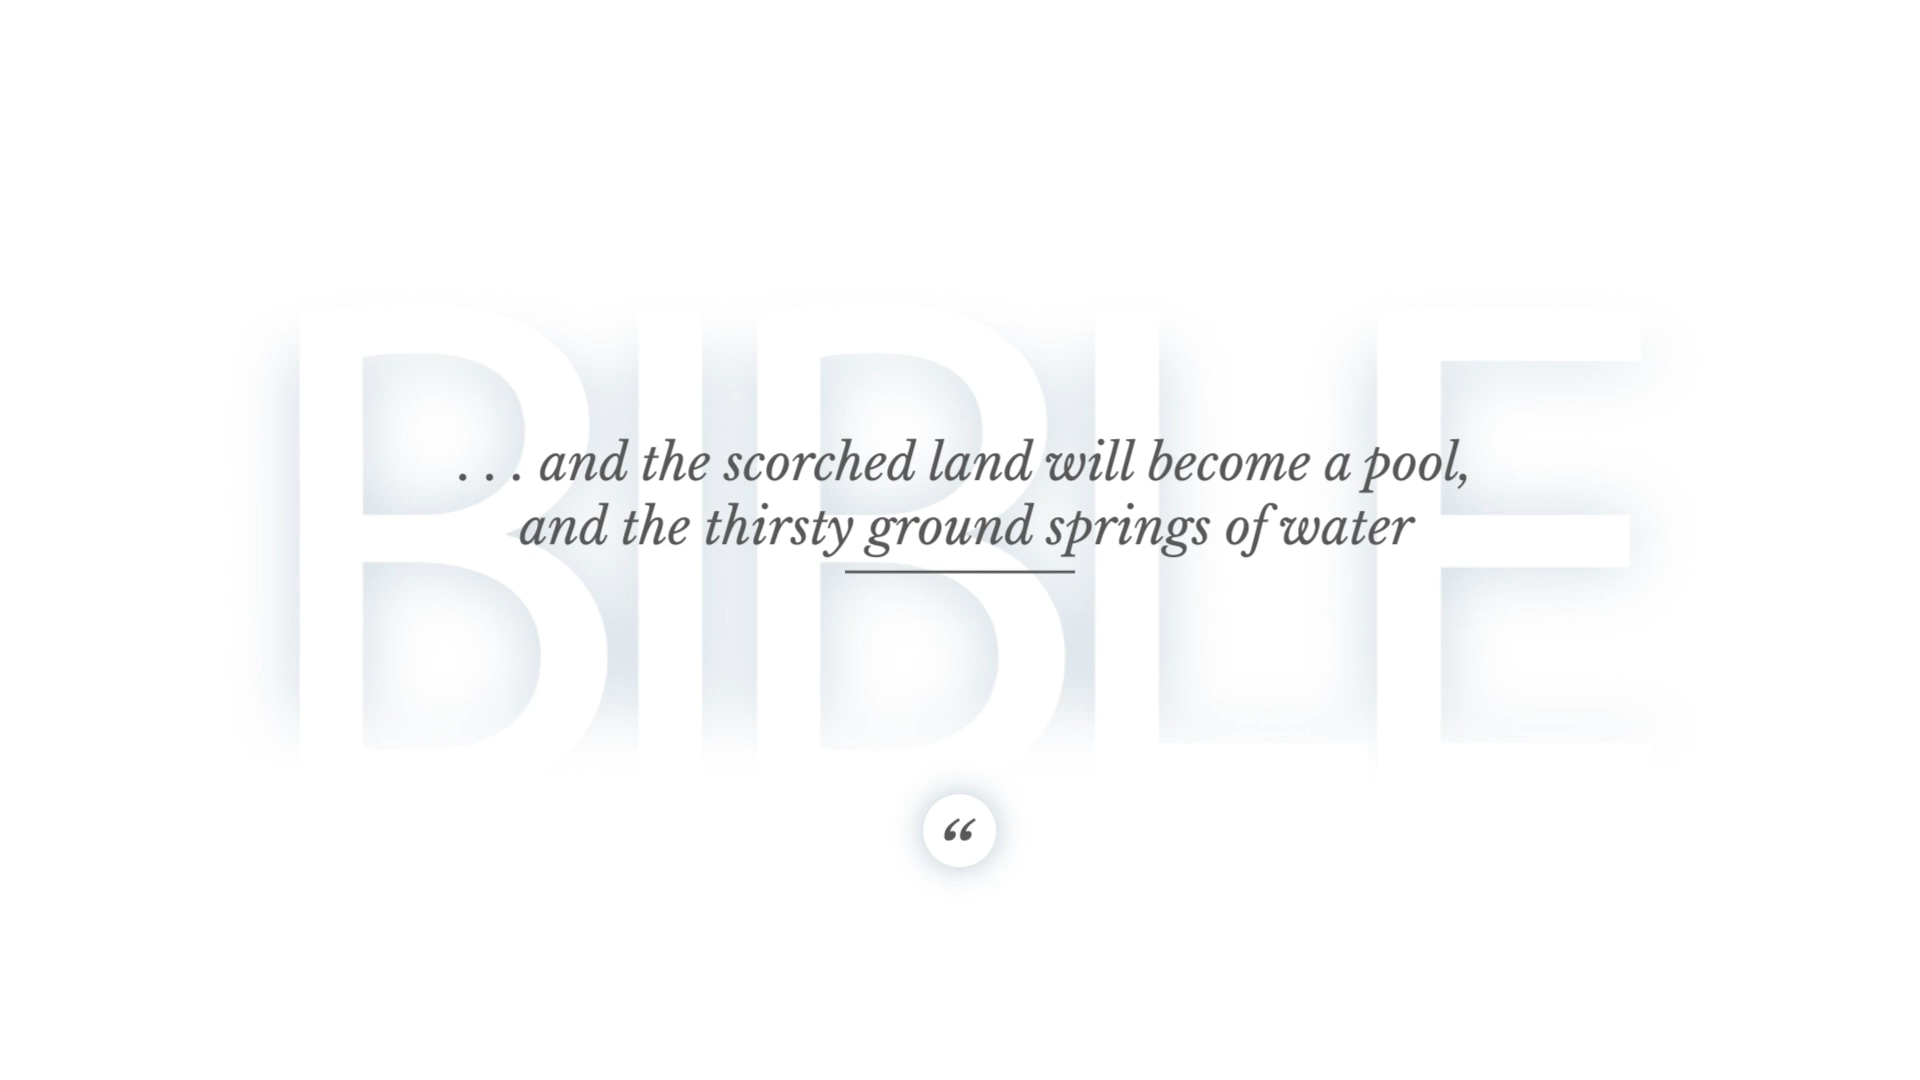 BIBLE
. . . and the scorched land will become a pool,
and the thirsty ground springs of water
“